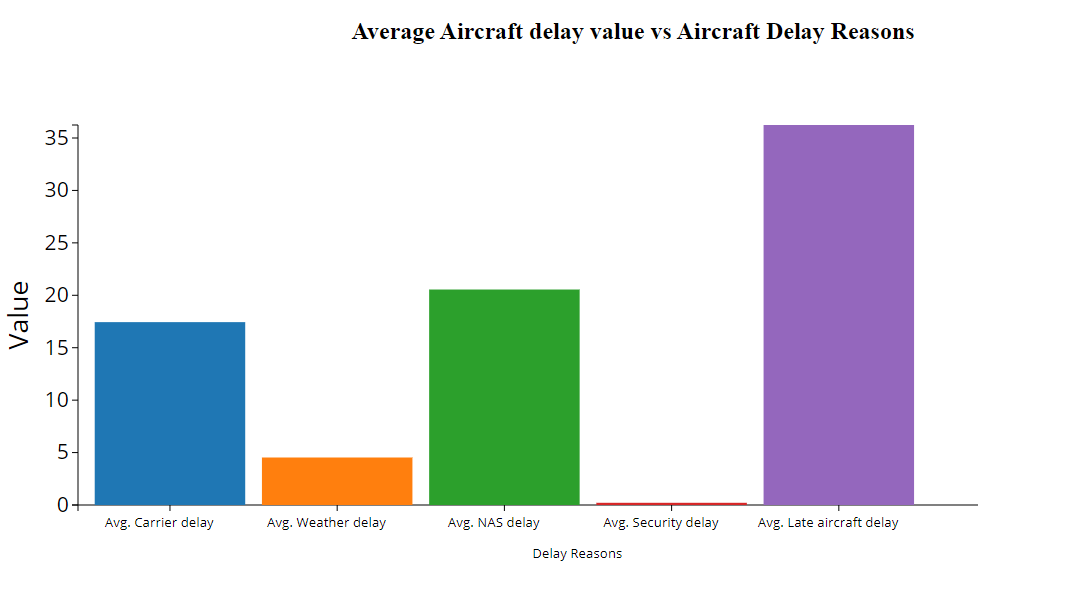 Average Aircraft delay value vs Aircraft Delay Reasons
35
30
25
20
15
10
5
0
Value
Avg. Carrier delay
Avg. Weather delay
Avg. NAS delay
Avg. Security delay
Avg. Late aircraft delay
Delay Reasons